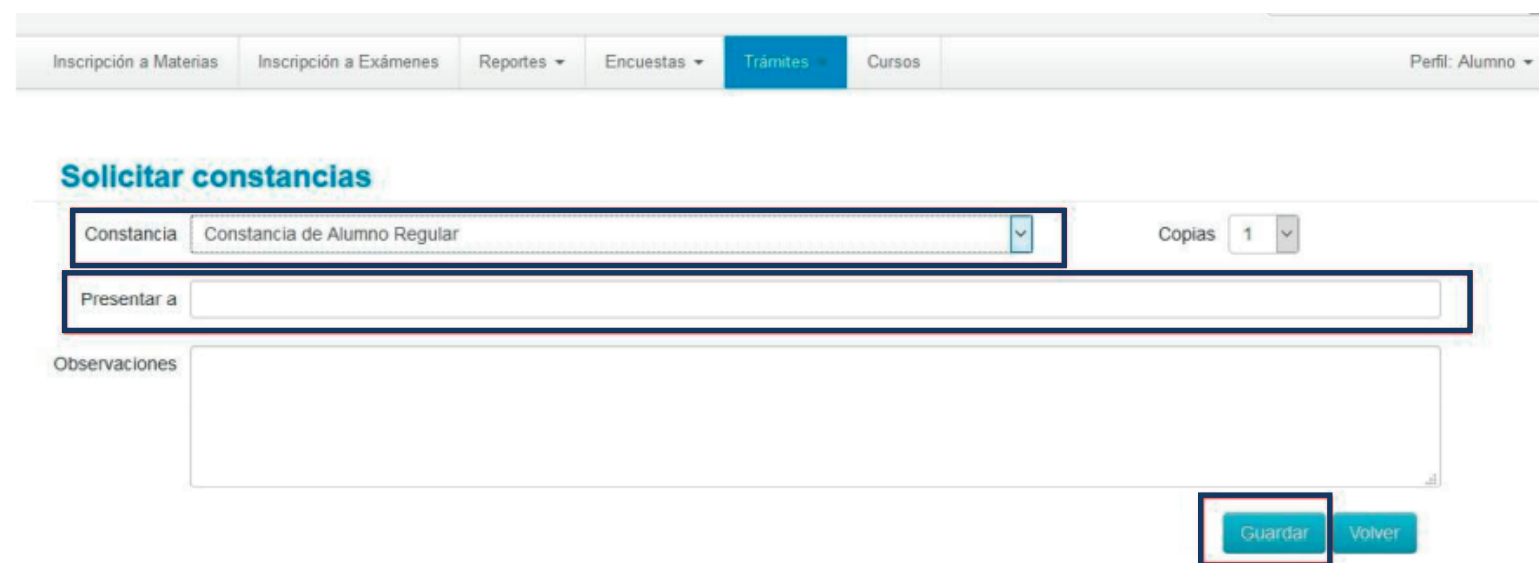 Inscripción a Materias Inscripción a Exámenes Reportes Encuestas Trámites Cursos Perfil: Alumno
Solicitar constancias
Constancia Constancia de Alumno Regular Copias 1
Presentar a
Observaciones
Guardar Volver